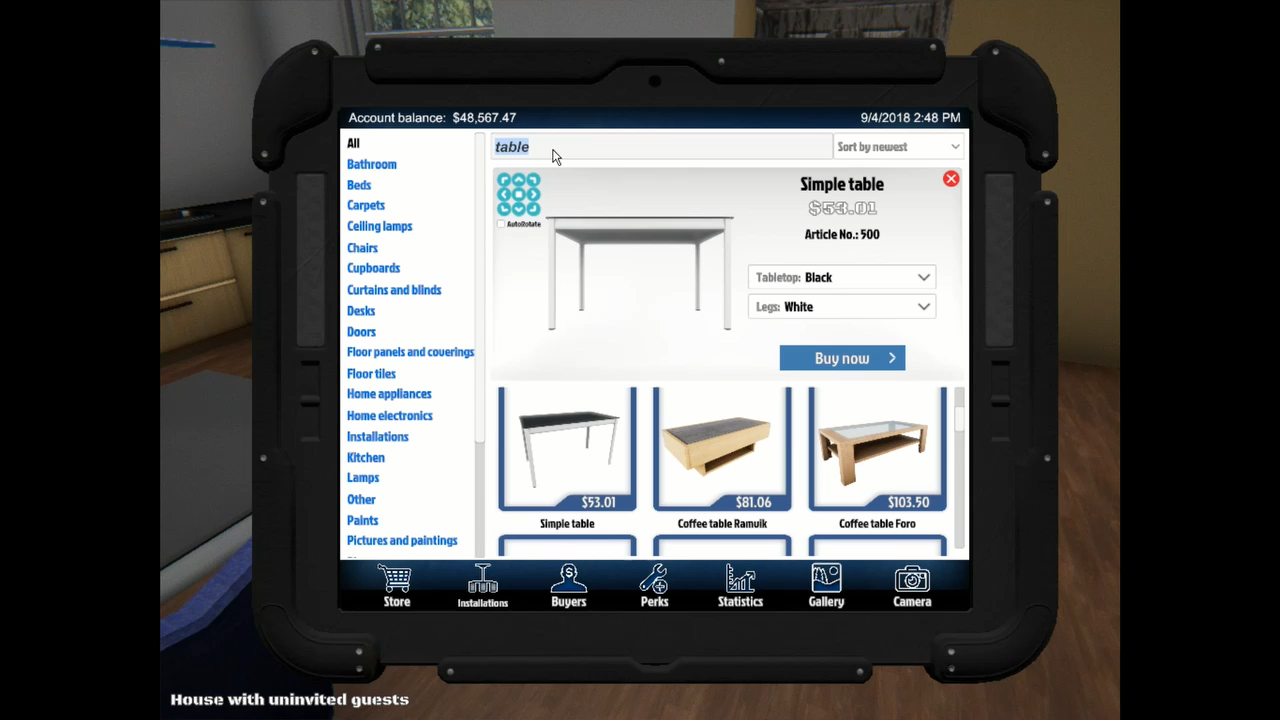 Account balance: $48,567.47
9/4/2018 2:48 PM
All
Bathroom
Beds
Carpets
Ceiling lamps
Chairs
Cupboards
Curtains and blinds
Desks
Doors
Floor panels and coverings
Floor tiles
Home appliances
Home electronics
Installations
Kitchen
Lamps
Other
Paints
Pictures and paintings
table
Sort by newest
AutoRotate
Simple table
$53.01
Article No.: 500
Tabletop: Black
Legs: White
Buy now
$53.01
$81.06
$103.50
Simple table
Coffee table Ramvik
Coffee table Foro
Store
Installations
Buyers
Perks
Statistics
Gallery
Camera
House with uninvited guests